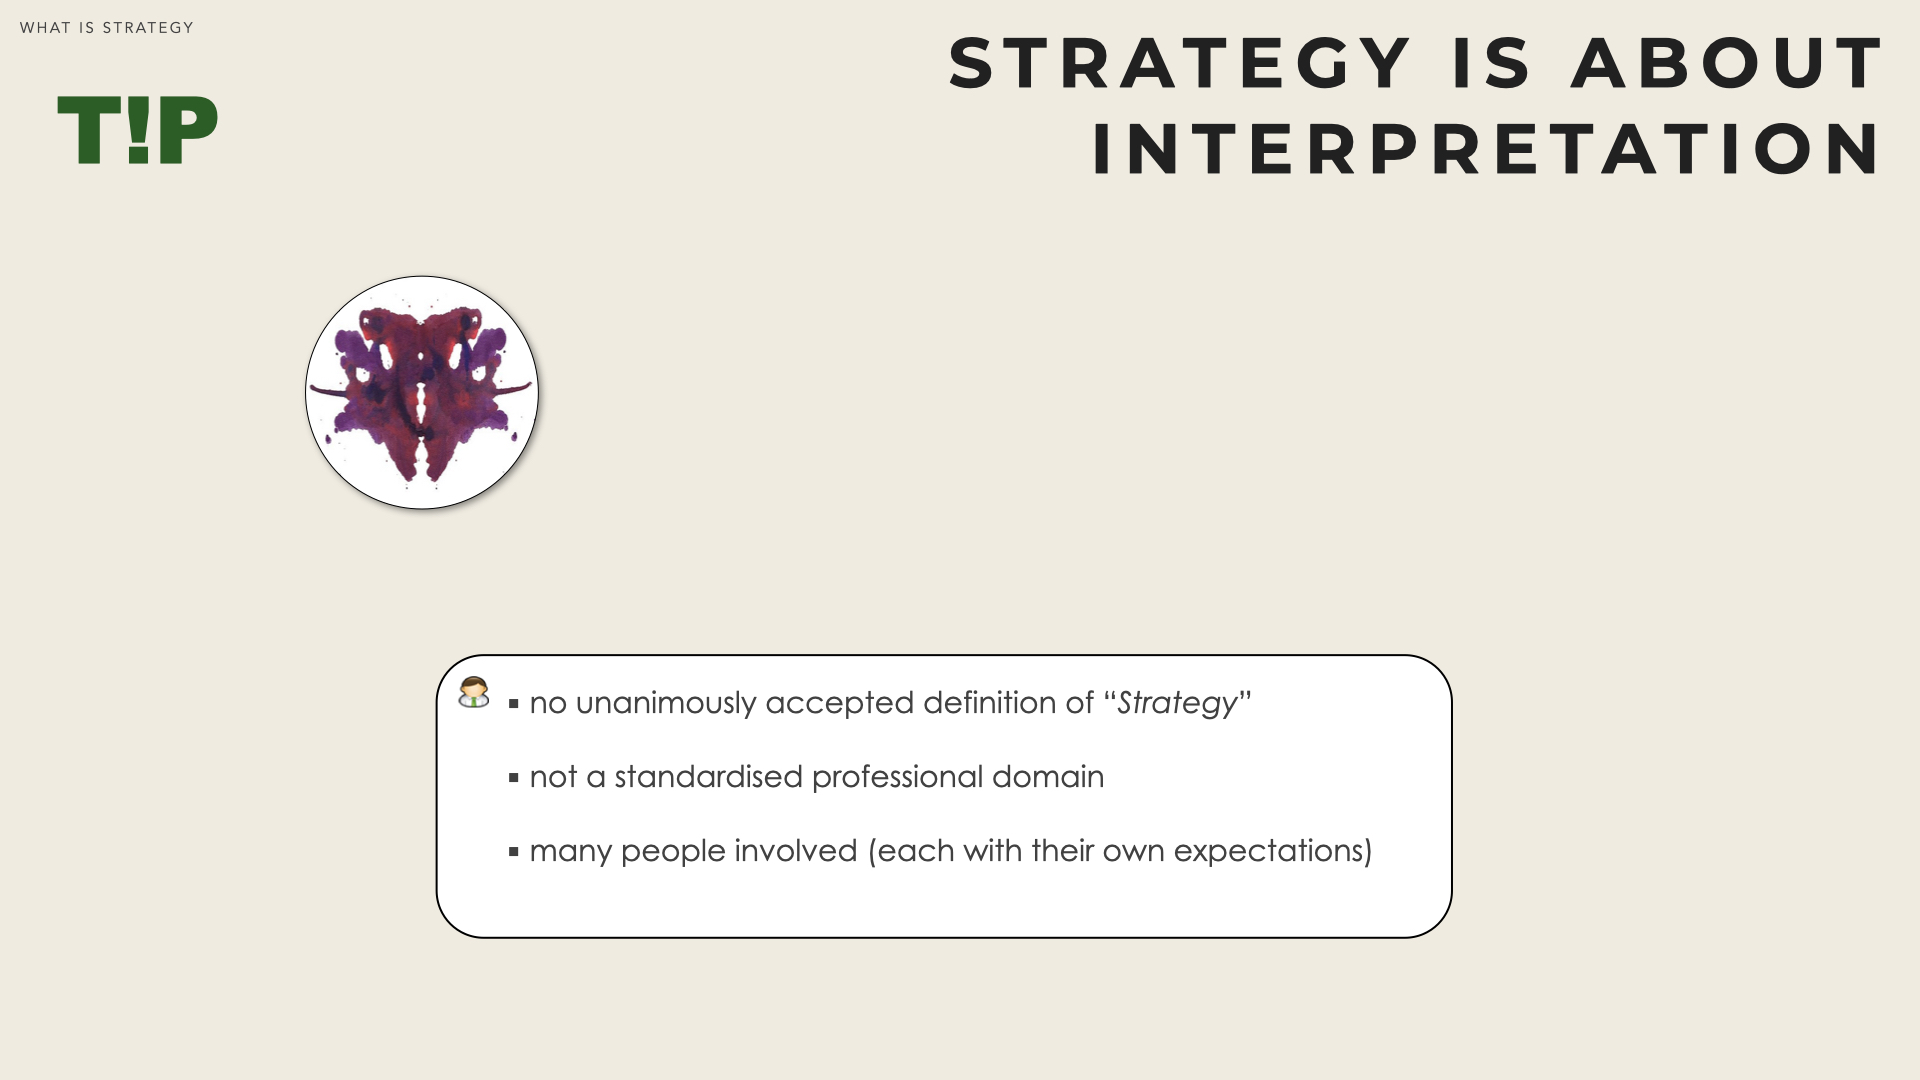 WHAT IS STRATEGY
STRATEGY IS ABOUT
INTERPRETATION
T!P
▪ no unanimously accepted definition of “Strategy”
▪ not a standardised professional domain
▪ many people involved (each with their own expectations)